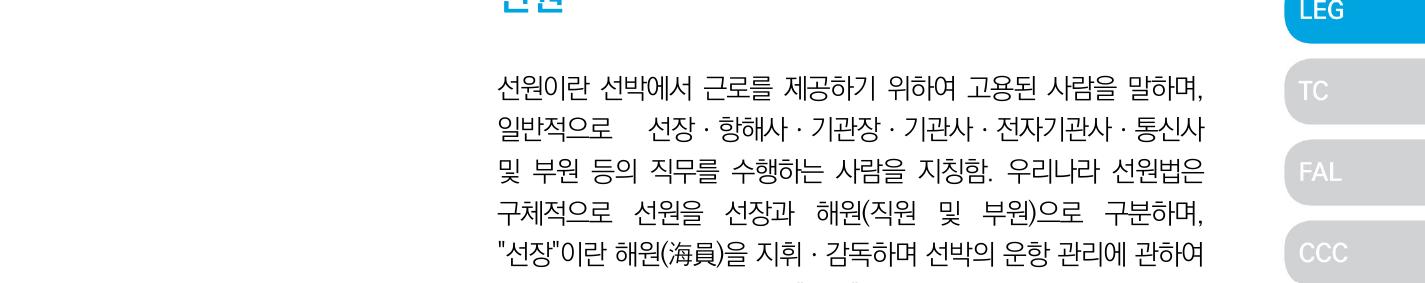 LEG
선원이란 선박에서 근로를 제공하기 위하여 고용된 사람을 말하며,
일반적으로 선장 · 항해사 · 기관장 · 기관사 · 전자기관사 · 통신사
및 부원 등의 직무를 수행하는 사람을 지칭함. 우리나라 선원법은
구체적으로 선원을 선장과 해원(직원 및 부원)으로 구분하며,
"선장"이란 해원(海員)을 지휘 · 감독하며 선박의 운항 관리에 관하여
TC
FAL
CCC